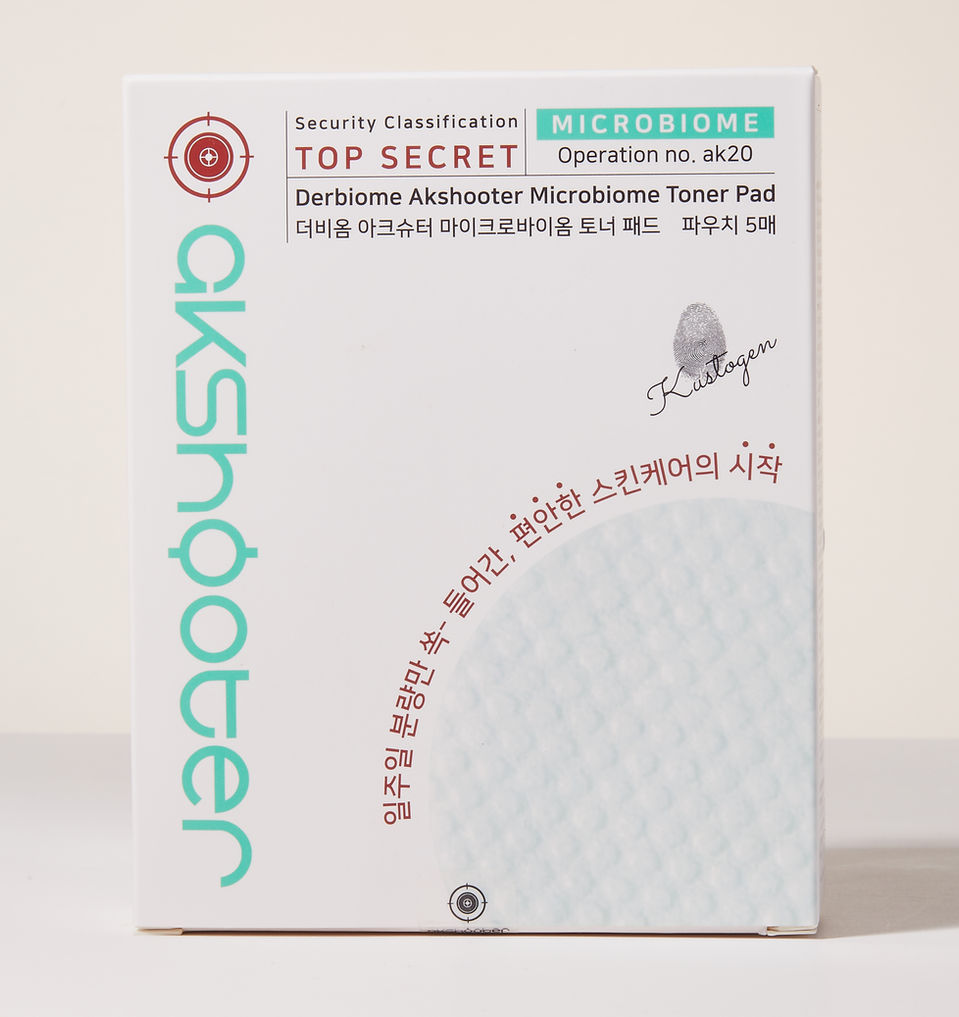 Security Classification
TOP SECRET
MICROBIOME
Operation no. ak20
Derbiome Akshooter Microbiome Toner Pad
더비옴 아크슈터 마이크로바이옴 토너 패드 파우치 5매
akshooter
Kustogen
일주일 분량만 쏙- 들어간, 편안한 스킨케어의 시작
akshooter